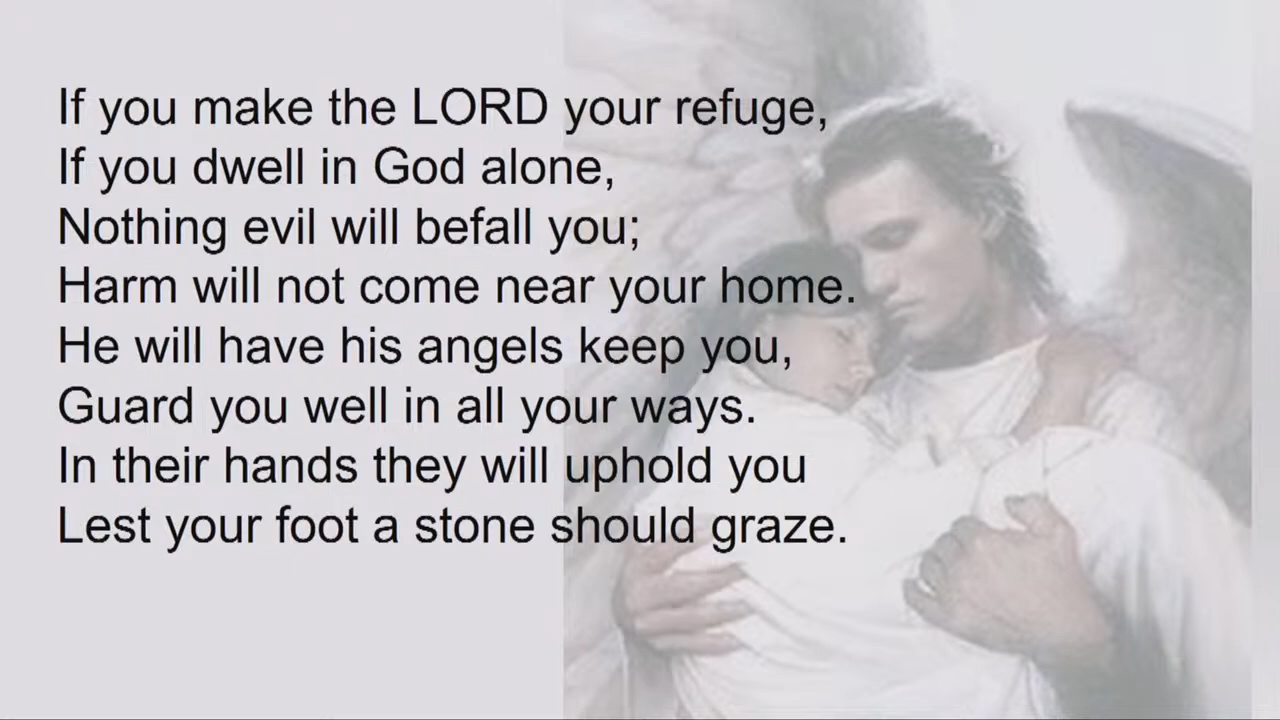 If you make the LORD your refuge,
If you dwell in God alone,
Nothing evil will befall you;
Harm will not come near your home.
He will have his angels keep you,
Guard you well in all your ways.
In their hands they will uphold you
Lest your foot a stone should graze.